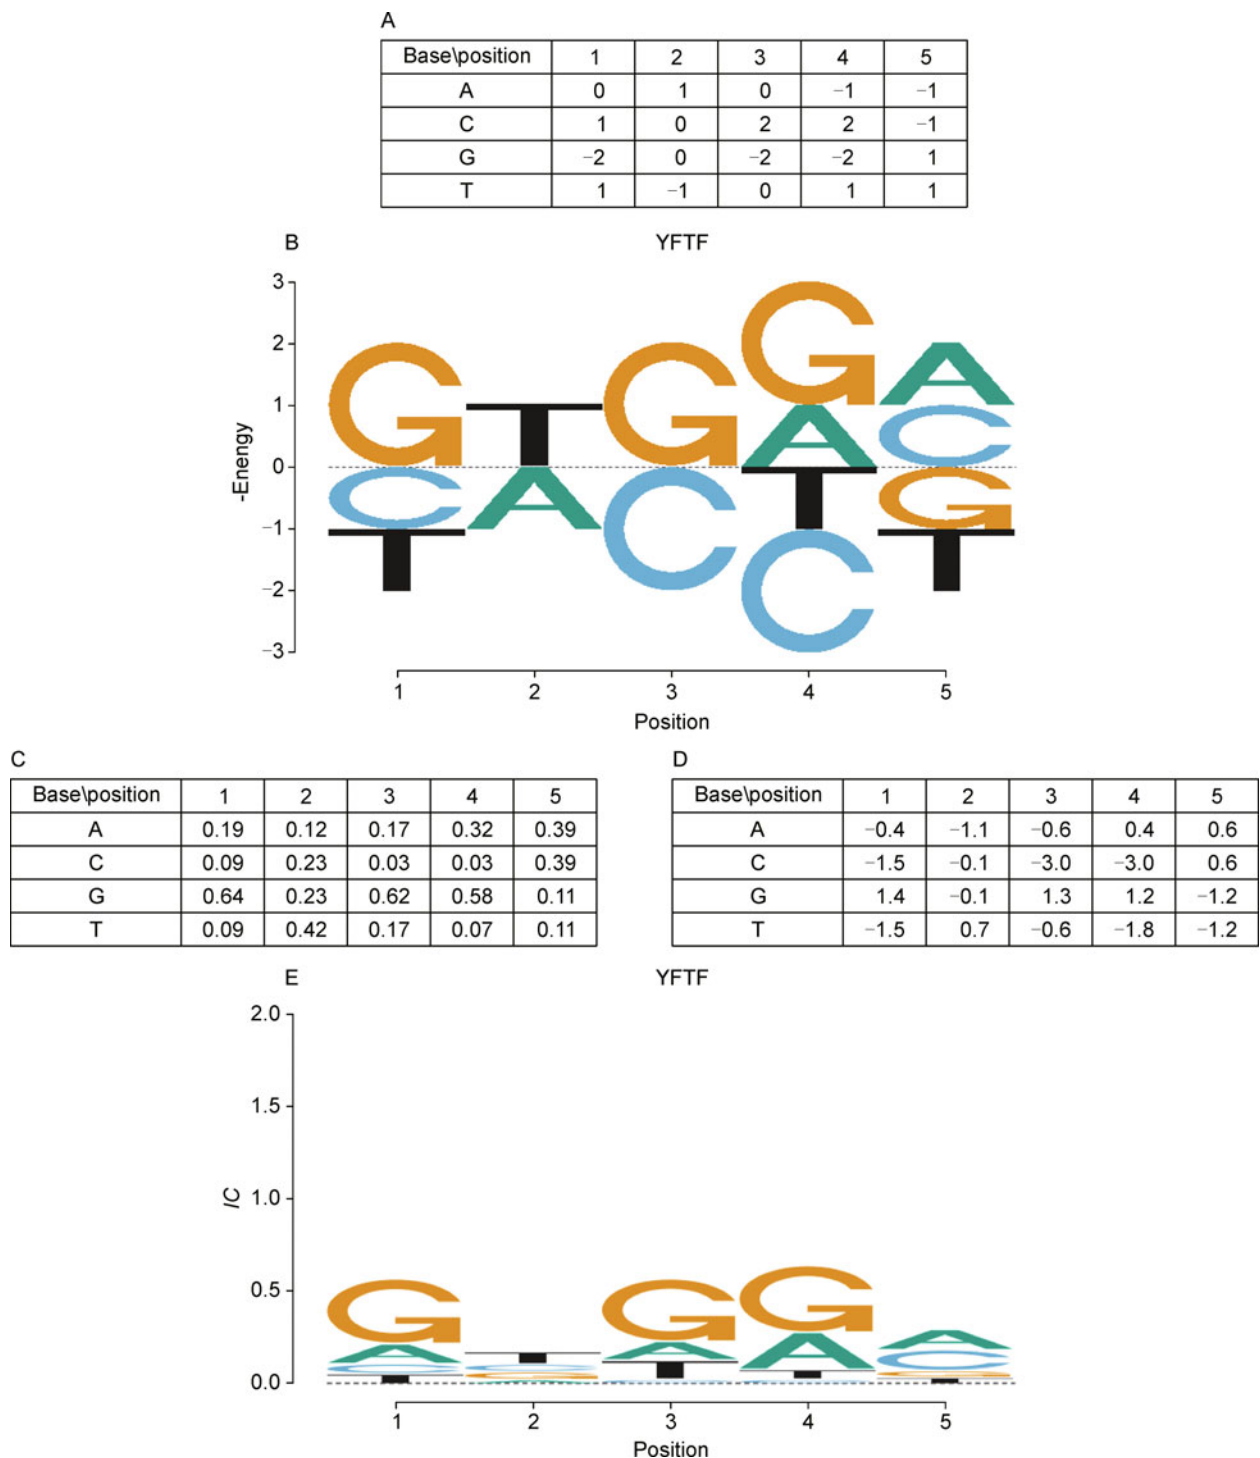 A
Base\position 1 2 3 4 5
A 0 1 0 −1 −1
C 1 0 2 2 −1
G −2 0 −2 −2 1
T 1 −1 0 1 1
B YFTF
3
2
1
0
−1
−2
−3
-Energy
G T G G A
A C
C A C T G
T C T
1 2 3 4 5
Position
C
Base\position 1 2 3 4 5
A 0.19 0.12 0.17 0.32 0.39
C 0.09 0.23 0.03 0.03 0.39
G 0.64 0.23 0.62 0.58 0.11
T 0.09 0.42 0.17 0.07 0.11
D
Base\position 1 2 3 4 5
A −0.4 −1.1 −0.6 0.4 0.6
C −1.5 −0.1 −3.0 −3.0 0.6
G 1.4 −0.1 1.3 1.2 −1.2
T −1.5 0.7 −0.6 −1.8 −1.2
E YFTF
2.0
1.5
1.0
0.5
0.0
IC
G T G G A
A C A A C
C G T T G
T A C C T
1 2 3 4 5
Position